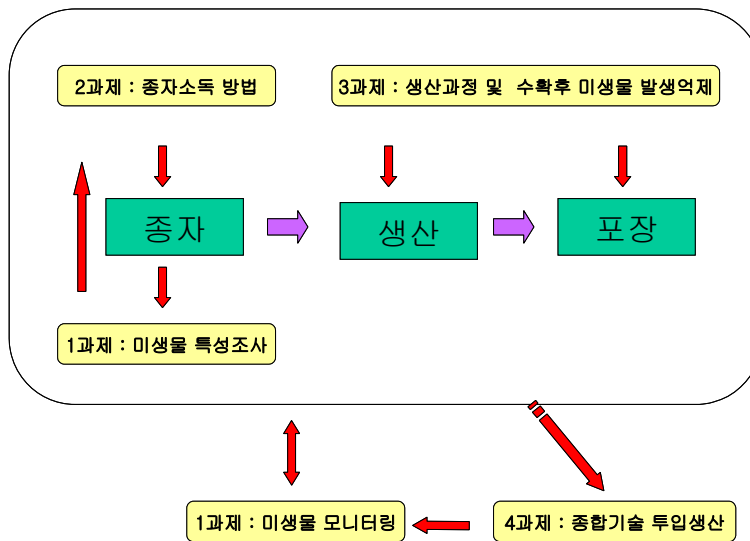 2과제 : 종자소독 방법
3과제 : 생산과정 및 수확후 미생물 발생억제
종자
생산
포장
1과제 : 미생물 특성조사
1과제 : 미생물 모니터링
4과제 : 종합기술 투입생산